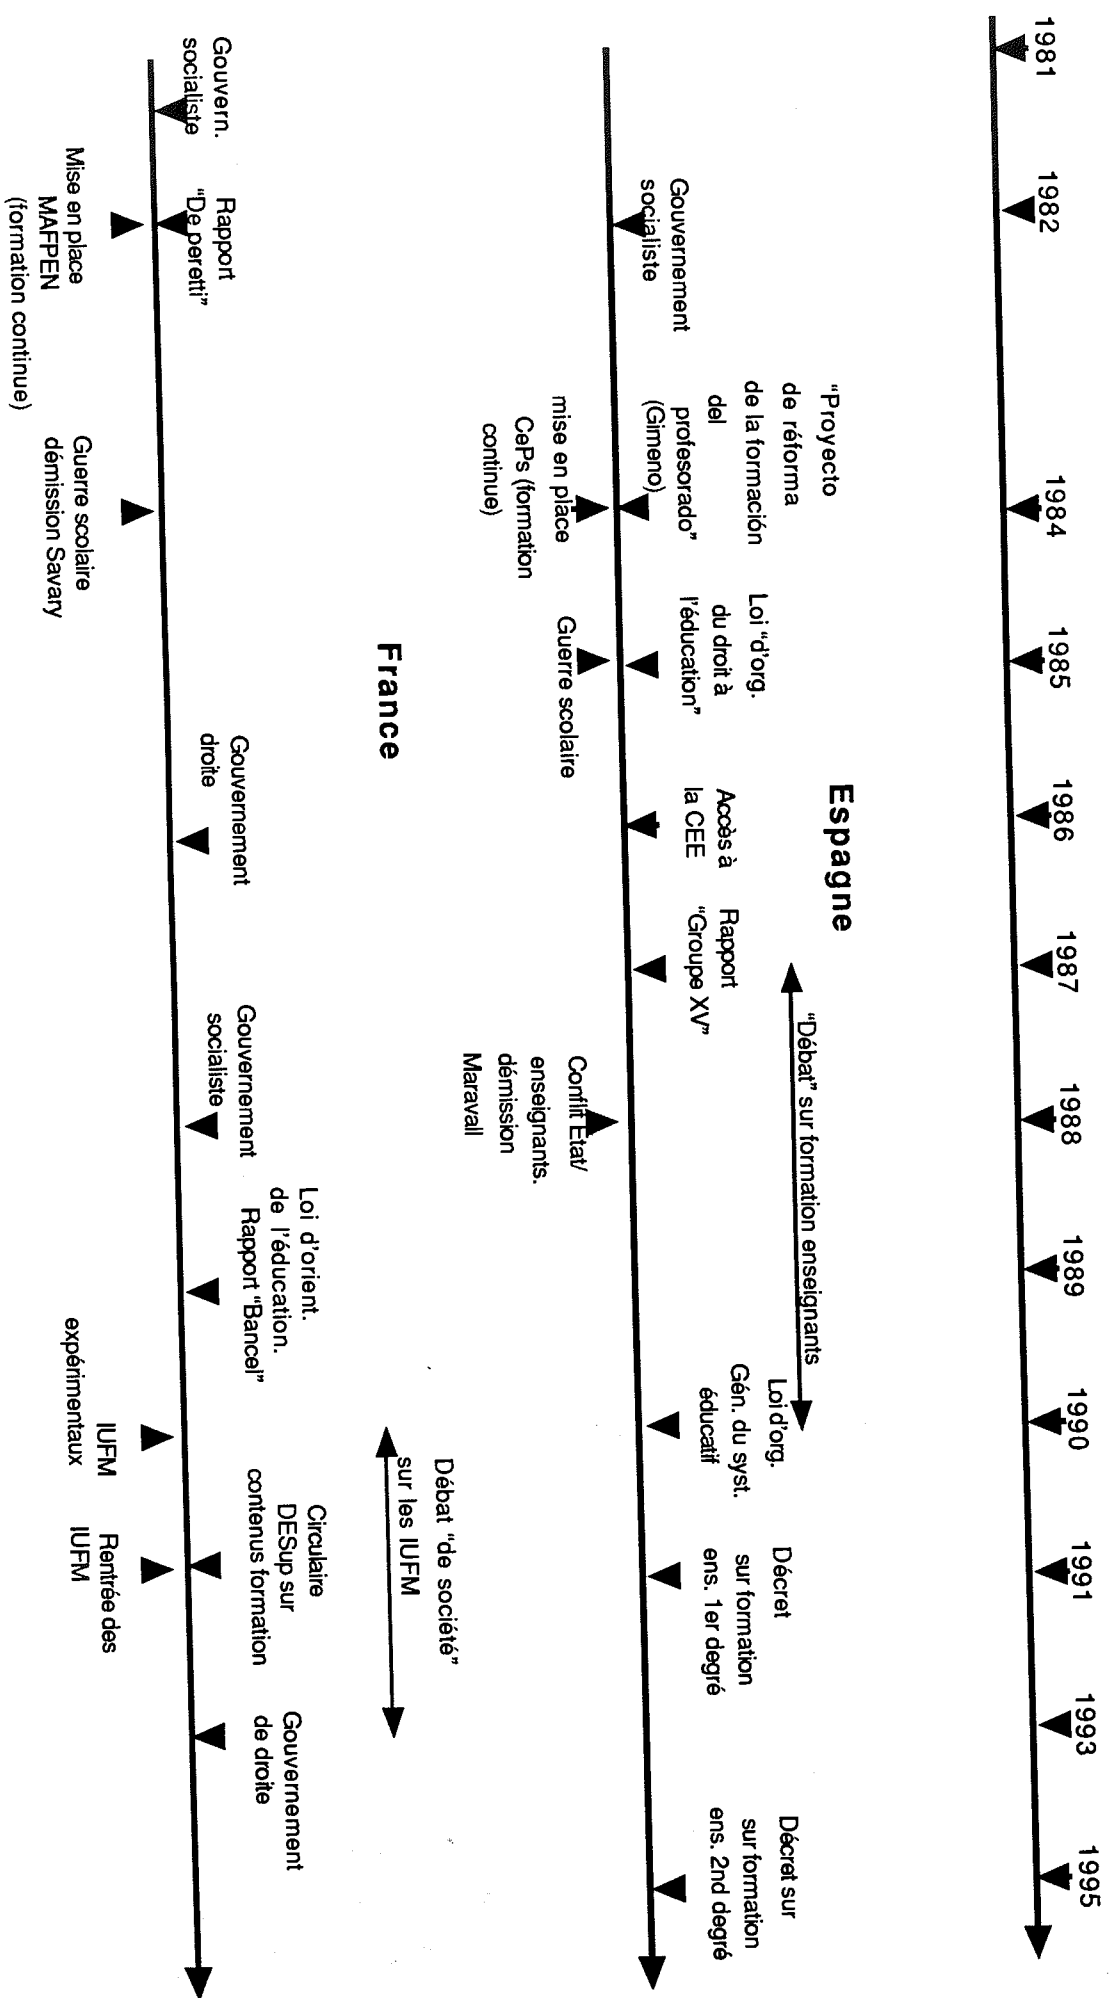 1981
1982
1984
1985
1986
1987
1988
1989
1990
1991
1993
1995
Espagne
"Débat" sur formation enseignants
Gouvernement
socialiste
"Proyecto
de réforma
de la formación
del
profesorado"
(Gimeno)
mise en place
CePs (formation
continue)
Loi "d'org.
du droit à
l'éducation"
Guerre scolaire
Accès à
la CEE
Rapport
"Groupe XV"
Conflit Etat/
enseignants.
démission
Maravall
Loi d'org.
Gén. du syst.
éducatif
Décret
sur formation
ens. 1er degré
Décret sur
sur formation
ens. 2nd degré
France
Débat "de société"
sur les IUFM
Gouvern.
socialiste
Rapport
"De peretti"
Mise en place
MAFPEN
(formation continue)
Guerre scolaire
démission Savary
Gouvernement
droite
Gouvernement
socialiste
Loi d'orient.
de l'éducation.
Rapport "Bancel"
IUFM
expérimentaux
Circulaire
DESup sur
contenus formation
Rentrée des
IUFM
Gouvernement
de droite